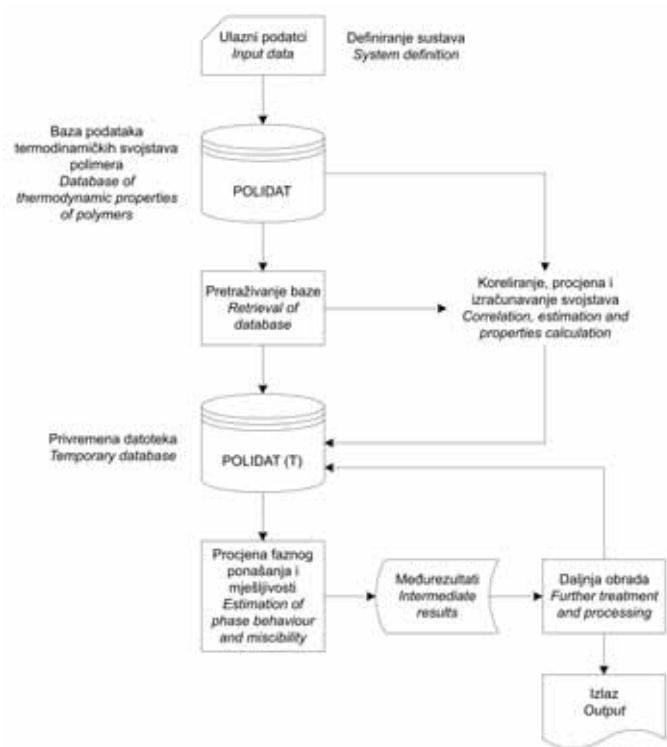 Ulazni podatci
Input data
Definiranje sustava
System definition
Baza podataka
termodinamičkih svojstava
polimera
Database of
thermodynamic properties
of polymers
POLIDAT
Pretraživanje baze
Retrieval of
database
Koreliranje, procjena i
izračunavanje svojstava
Correlation, estimation and
properties calculation
Privremena datoteka
Temporary database
POLIDAT (T)
Procjena faznog
ponašanja i
mješljivosti
Estimation of
phase behaviour
and miscibility
Međurezultati
Intermediate
results
Daljnja obrada
Further treatment
and processing
Izlaz
Output